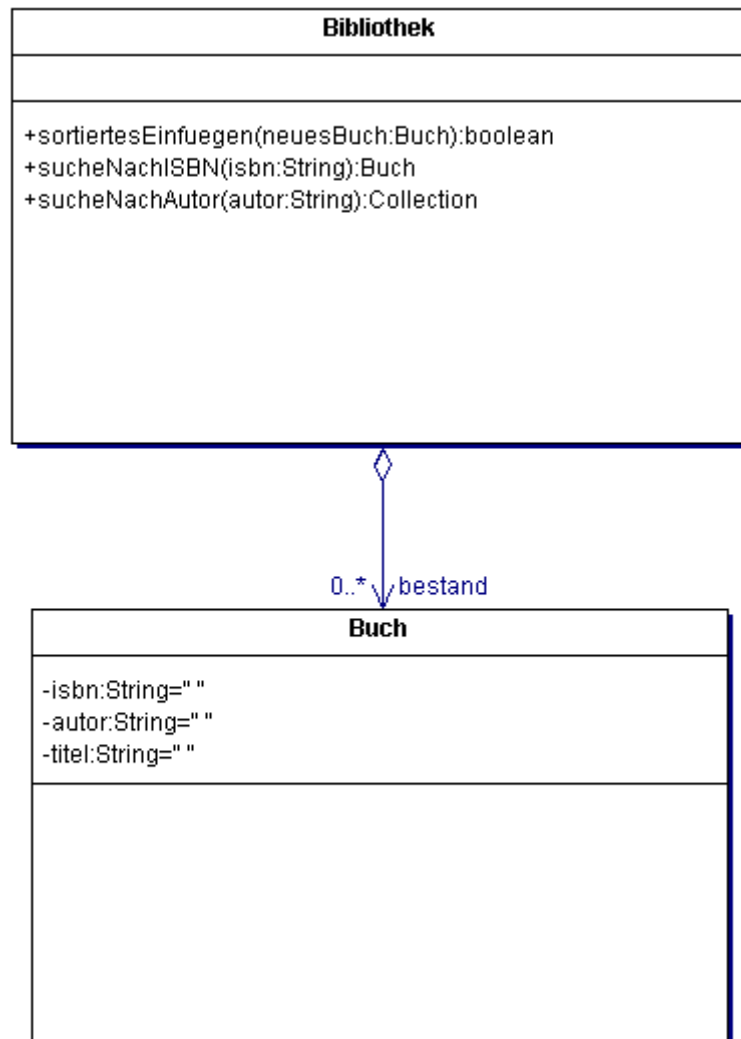 Bibliothek
+sortiertesEinfuegen(neuesBuch:Buch):boolean
+sucheNachISBN(isbn:String):Buch
+sucheNachAutor(autor:String):Collection
0..* bestand
Buch
-isbn:String=" "
-autor:String=" "
-titel:String=" "